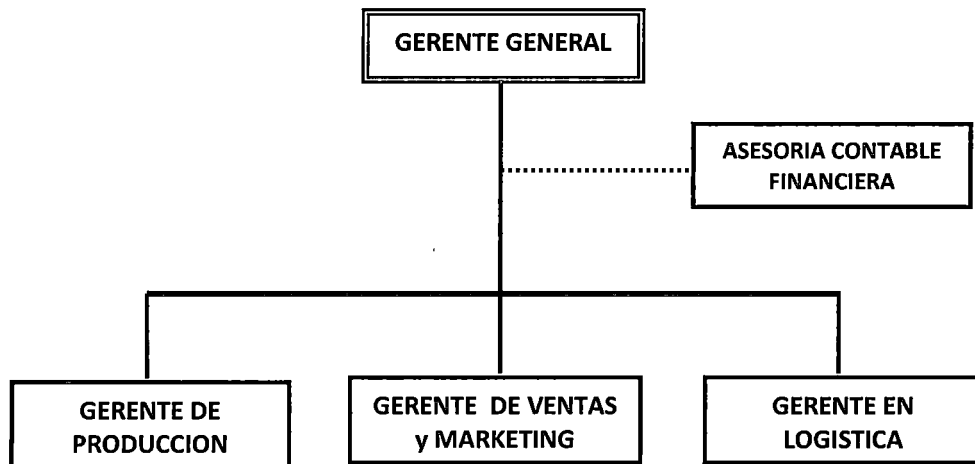 GERENTE GENERAL
ASESORIA CONTABLE
FINANCIERA
GERENTE DE
PRODUCCION
GERENTE DE VENTAS
y MARKETING
GERENTE EN
LOGISTICA